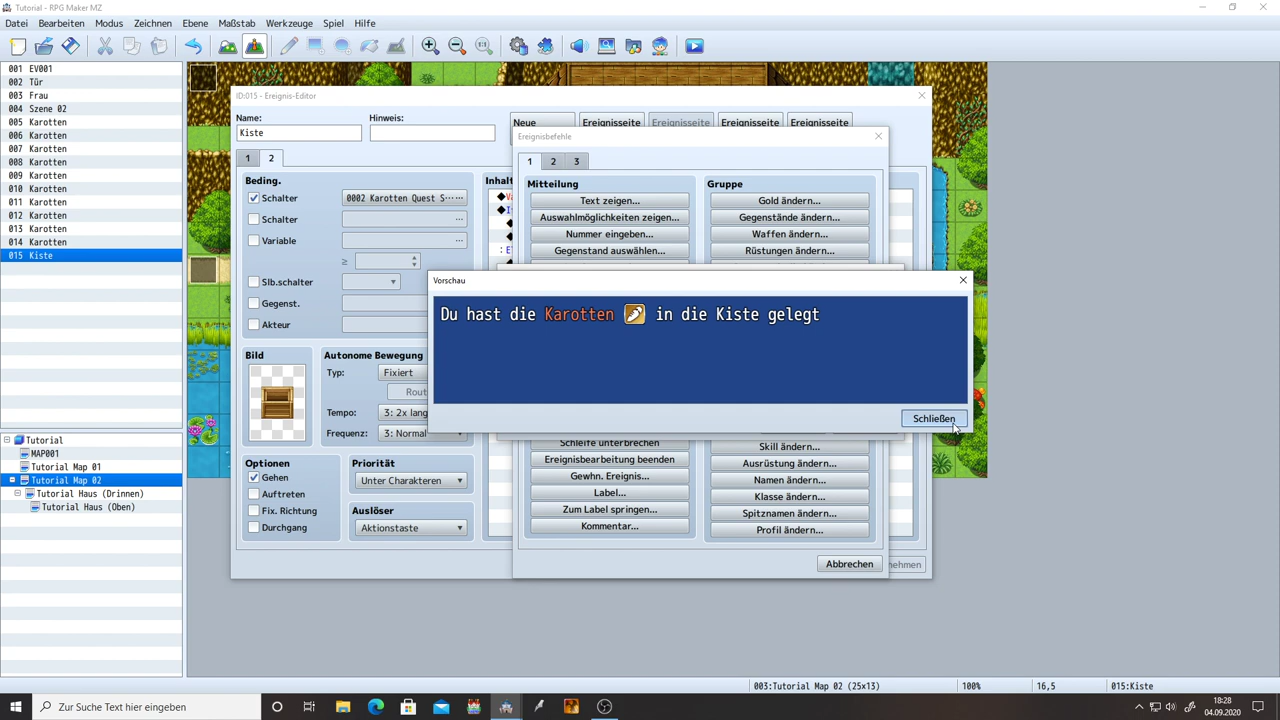 Tutorial - RPG Maker MZ
Datei Bearbeiten Modus Zeichnen Ebene Maßstab Werkzeuge Spiel Hilfe
001 EV001
002 Tür
003 Frau
004 Szene 02
005 Karotten
006 Karotten
007 Karotten
008 Karotten
009 Karotten
010 Karotten
011 Karotten
012 Karotten
013 Karotten
014 Karotten
015 Kiste
Tutorial
MAP001
Tutorial Map 01
Tutorial Map 02
Tutorial Haus (Drinnen)
Tutorial Haus (Oben)
ID:015 - Ereignis-Editor
Name:
Hinweis:
Kiste
Neue
Ereignisseite
Ereignisseite
Ereignisseite
Ereignisseite
1 2
Beding.
Schalter
0002 Karotten Quest S······
Schalter
...
Variable
...
≥
Slb.schalter
Gegenst.
Akteur
Bild
Autonome Bewegung
Typ:
Fixiert
Rout
Tempo:
3: 2x lang
Frequenz:
3: Normal
Optionen
Gehen
Auftreten
Fix. Richtung
Durchgang
Priorität
Unter Charakteren
Auslöser
Aktionstaste
Inhalt
Ereignisbefehle
1 2 3
Mitteilung
Text zeigen...
Auswahlmöglichkeiten zeigen...
Nummer eingeben...
Gegenstand auswählen...
Gruppe
Gold ändern...
Gegenstände ändern...
Waffen ändern...
Rüstungen ändern...
Vorschau
Du hast die Karotten in die Kiste gelegt
Schließen
Schleife unterbrechen
Ereignisbearbeitung beenden
Gewhn. Ereignis...
Label...
Zum Label springen...
Kommentar...
Skill ändern...
Ausrüstung ändern...
Namen ändern...
Klasse ändern...
Spitznamen ändern...
Profil ändern...
Abbrechen
nehmen
003:Tutorial Map 02 (25x13) 100% 16,5 015:Kiste
Zur Suche Text hier eingeben
18:28
04.09.2020